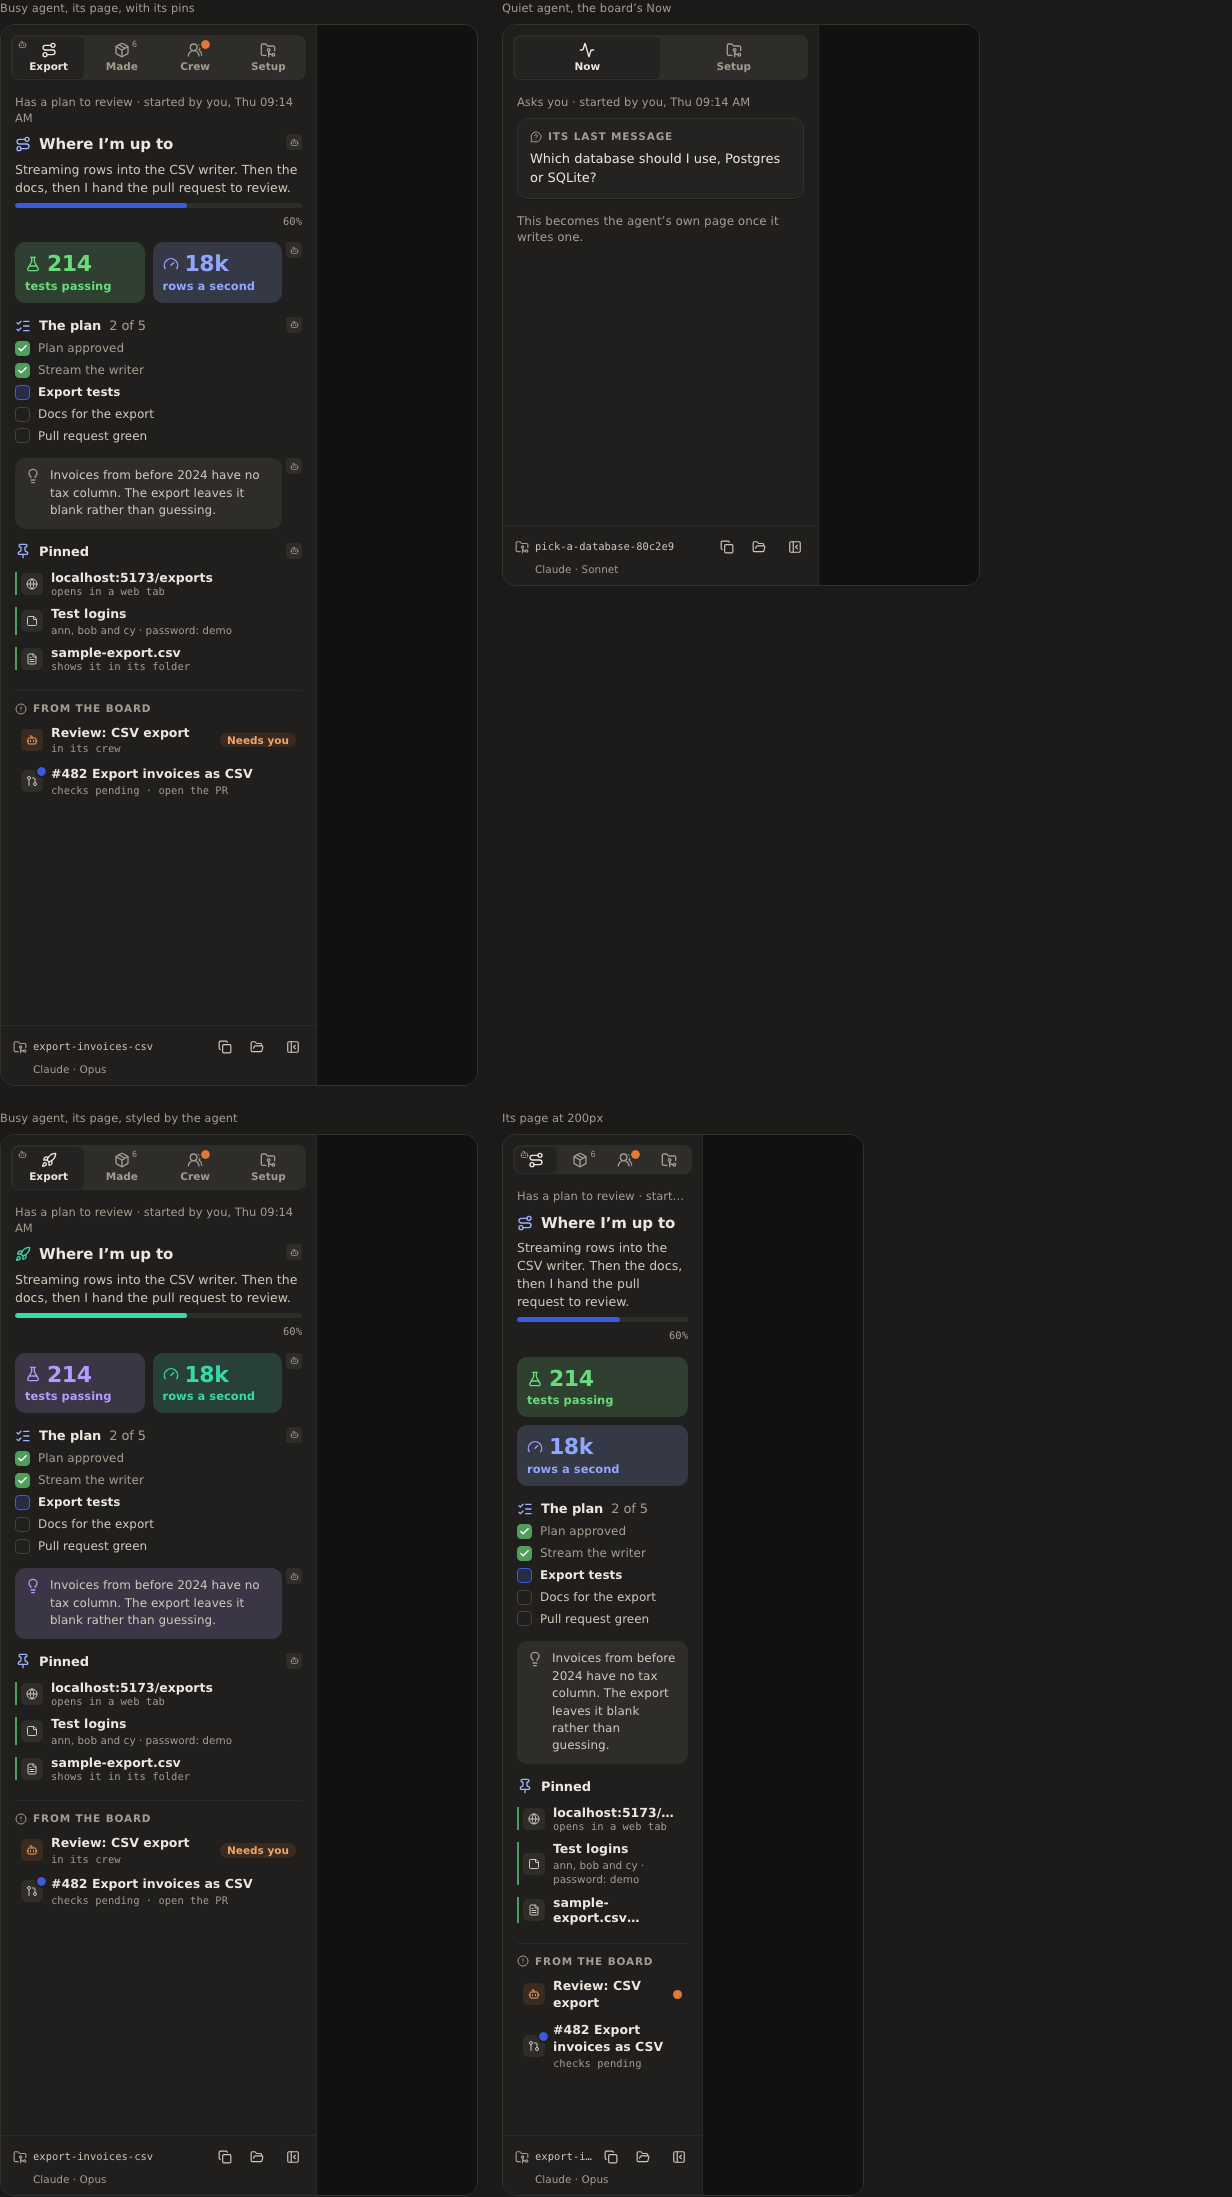 Busy agent, its page, with its pins
Export
Made
6
Crew
Setup
Has a plan to review · started by you, Thu 09:14
AM
Where I’m up to
Streaming rows into the CSV writer. Then the
docs, then I hand the pull request to review.
60%
214
tests passing
18k
rows a second
The plan 2 of 5
Plan approved
Stream the writer
Export tests
Docs for the export
Pull request green
Invoices from before 2024 have no
tax column. The export leaves it
blank rather than guessing.
Pinned
localhost:5173/exports
opens in a web tab
Test logins
ann, bob and cy · password: demo
sample-export.csv
shows it in its folder
FROM THE BOARD
Review: CSV export
in its crew
Needs you
#482 Export invoices as CSV
checks pending · open the PR
export-invoices-csv
Claude · Opus
Quiet agent, the board’s Now
Now
Setup
Asks you · started by you, Thu 09:14 AM
ITS LAST MESSAGE
Which database should I use, Postgres
or SQLite?
This becomes the agent’s own page once it
writes one.
pick-a-database-80c2e9
Claude · Sonnet
Busy agent, its page, styled by the agent
Export
Made
6
Crew
Setup
Has a plan to review · started by you, Thu 09:14
AM
Where I’m up to
Streaming rows into the CSV writer. Then the
docs, then I hand the pull request to review.
60%
214
tests passing
18k
rows a second
The plan 2 of 5
Plan approved
Stream the writer
Export tests
Docs for the export
Pull request green
Invoices from before 2024 have no
tax column. The export leaves it
blank rather than guessing.
Pinned
localhost:5173/exports
opens in a web tab
Test logins
ann, bob and cy · password: demo
sample-export.csv
shows it in its folder
FROM THE BOARD
Review: CSV export
in its crew
Needs you
#482 Export invoices as CSV
checks pending · open the PR
export-invoices-csv
Claude · Opus
Its page at 200px
6
Has a plan to review · start…
Where I’m up to
Streaming rows into the
CSV writer. Then the docs,
then I hand the pull
request to review.
60%
214
tests passing
18k
rows a second
The plan 2 of 5
Plan approved
Stream the writer
Export tests
Docs for the export
Pull request green
Invoices from before
2024 have no tax
column. The export
leaves it blank
rather than
guessing.
Pinned
localhost:5173/…
opens in a web tab
Test logins
ann, bob and cy ·
password: demo
sample-
export.csv…
FROM THE BOARD
Review: CSV
export
#482 Export
invoices as CSV
checks pending
export-i…
Claude · Opus